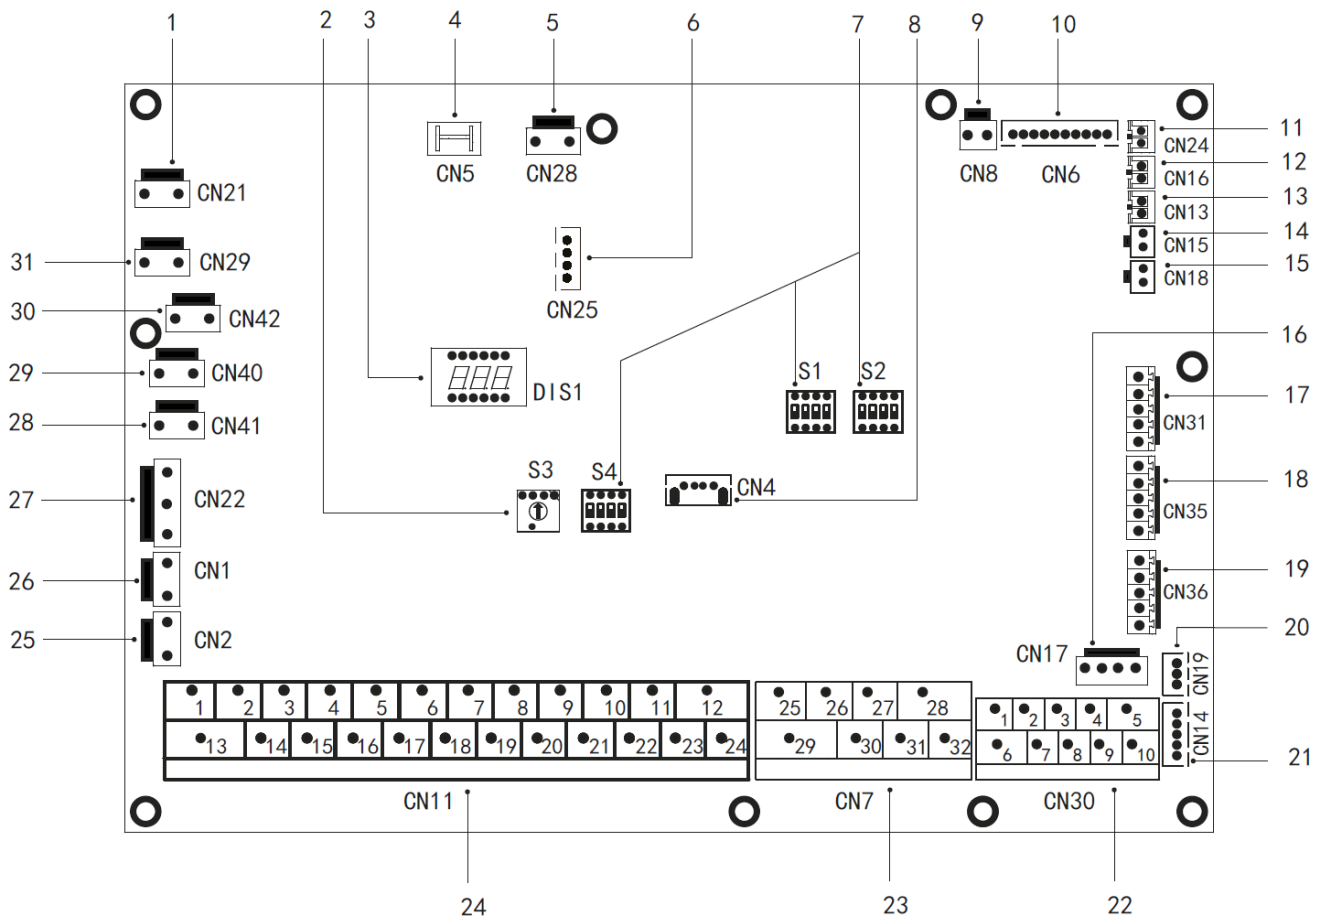 1 2 3 4 5 6 7 8 9 10
CN5 CN28 CN8 CN6 CN24 11
CN16 12
CN21 CN13 13
CN15 14
31 CN29 CN25 CN18 15
30 CN42 16
29 CN40 DIS1 S1 S2 17
28 CN41 CN31
27 CN22 S3 S4 CN4 18
CN35
26 CN1 19
CN36
25 CN2 20
CN17 CN19
1 2 3 4 5 6 7 8 9 10 11 12 25 26 27 28 1 2 3 4 5
13 14 15 16 17 18 19 20 21 22 23 24 29 30 31 32 6 7 8 9 10 CN14
21
CN11 CN7 CN30
24 23 22